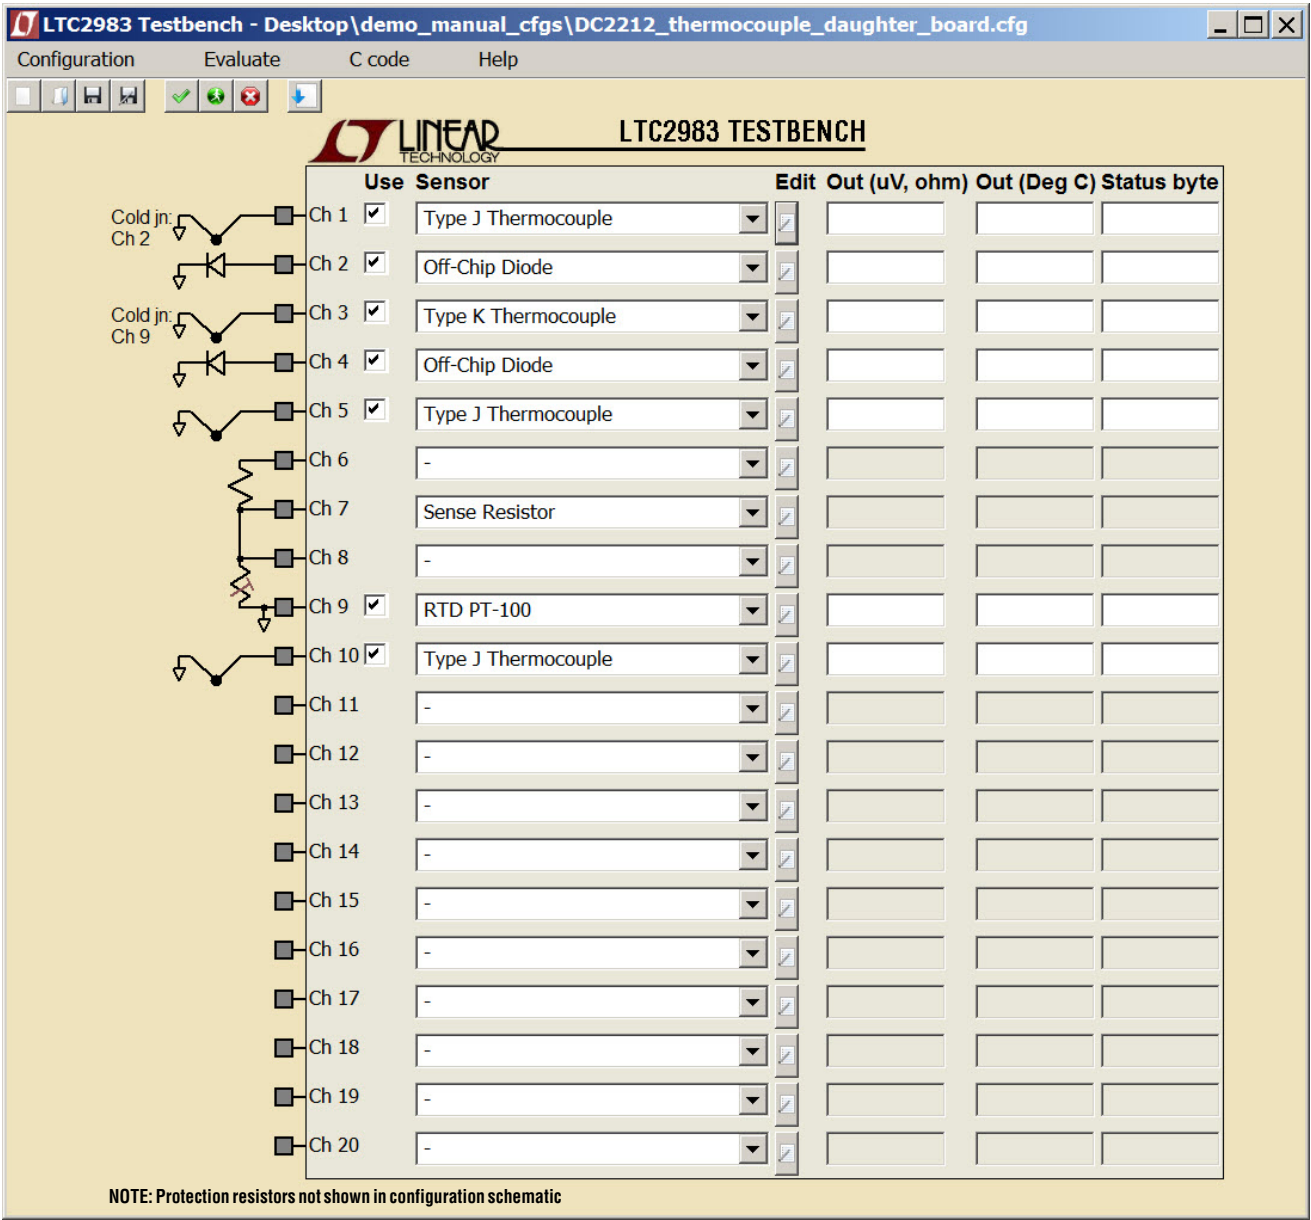 LTC2983 Testbench - Desktop\demo_manual_cfgs\DC2212_thermocouple_daughter_board.cfg
Configuration Evaluate C code Help
LINEAR TECHNOLOGY
LTC2983 TESTBENCH
Use Sensor Edit Out (uV, ohm) Out (Deg C) Status byte
Cold jn: Ch 2
Ch 1 Type J Thermocouple
Ch 2 Off-Chip Diode
Cold jn: Ch 9
Ch 3 Type K Thermocouple
Ch 4 Off-Chip Diode
Ch 5 Type J Thermocouple
Ch 6 -
Ch 7 Sense Resistor
Ch 8 -
Ch 9 RTD PT-100
Ch 10 Type J Thermocouple
Ch 11 -
Ch 12 -
Ch 13 -
Ch 14 -
Ch 15 -
Ch 16 -
Ch 17 -
Ch 18 -
Ch 19 -
Ch 20 -
NOTE: Protection resistors not shown in configuration schematic